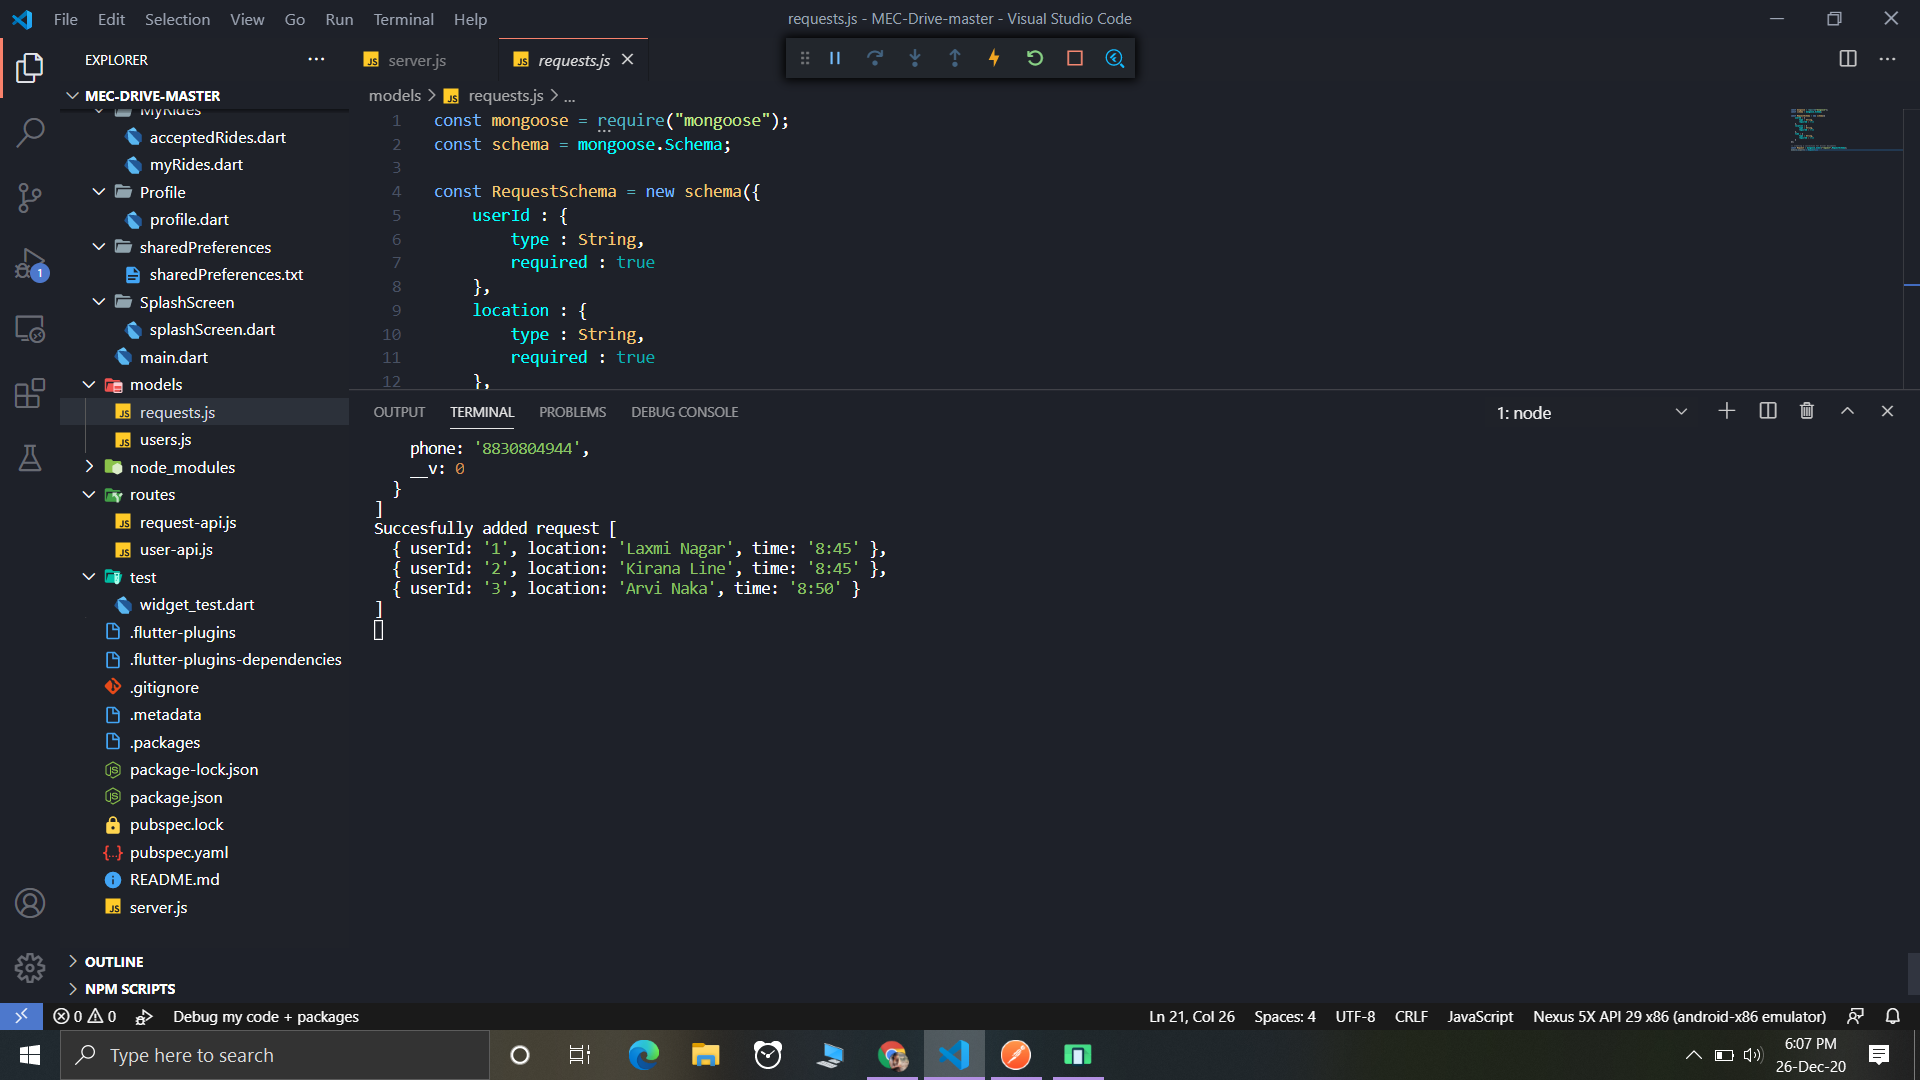 File Edit Selection View Go Run Terminal Help
requests.js - MEC-Drive-master - Visual Studio Code
EXPLORER
MEC-DRIVE-MASTER
MyRides
acceptedRides.dart
myRides.dart
Profile
profile.dart
sharedPreferences
sharedPreferences.txt
SplashScreen
splashScreen.dart
main.dart
models
requests.js
users.js
node_modules
routes
request-api.js
user-api.js
test
widget_test.dart
.flutter-plugins
.flutter-plugins-dependencies
.gitignore
.metadata
.packages
package-lock.json
package.json
pubspec.lock
pubspec.yaml
README.md
server.js
OUTLINE
NPM SCRIPTS
1
JS server.js
JS requests.js
models > JS requests.js > ...
1 const mongoose = require("mongoose");
2 const schema = mongoose.Schema;
3
4 const RequestSchema = new schema({
5 userId : {
6 type : String,
7 required : true
8 },
9 location : {
10 type : String,
11 required : true
12 },
OUTPUT TERMINAL PROBLEMS DEBUG CONSOLE
1: node
phone: '8830804944',
__v: 0
}
]
Succesfully added request [
{ userId: '1', location: 'Laxmi Nagar', time: '8:45' },
{ userId: '2', location: 'Kirana Line', time: '8:45' },
{ userId: '3', location: 'Arvi Naka', time: '8:50' }
]
0 0 Debug my code + packages
Ln 21, Col 26 Spaces: 4 UTF-8 CRLF JavaScript Nexus 5X API 29 x86 (android-x86 emulator)
Type here to search
6:07 PM
26-Dec-20